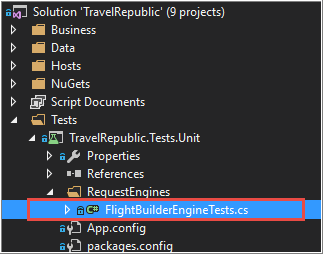 Solution 'TravelRepublic' (9 projects)
Business
Data
Hosts
NuGets
Script Documents
Tests
TravelRepublic.Tests.Unit
Properties
References
RequestEngines
C# FlightBuilderEngineTests.cs
App.config
packages.config